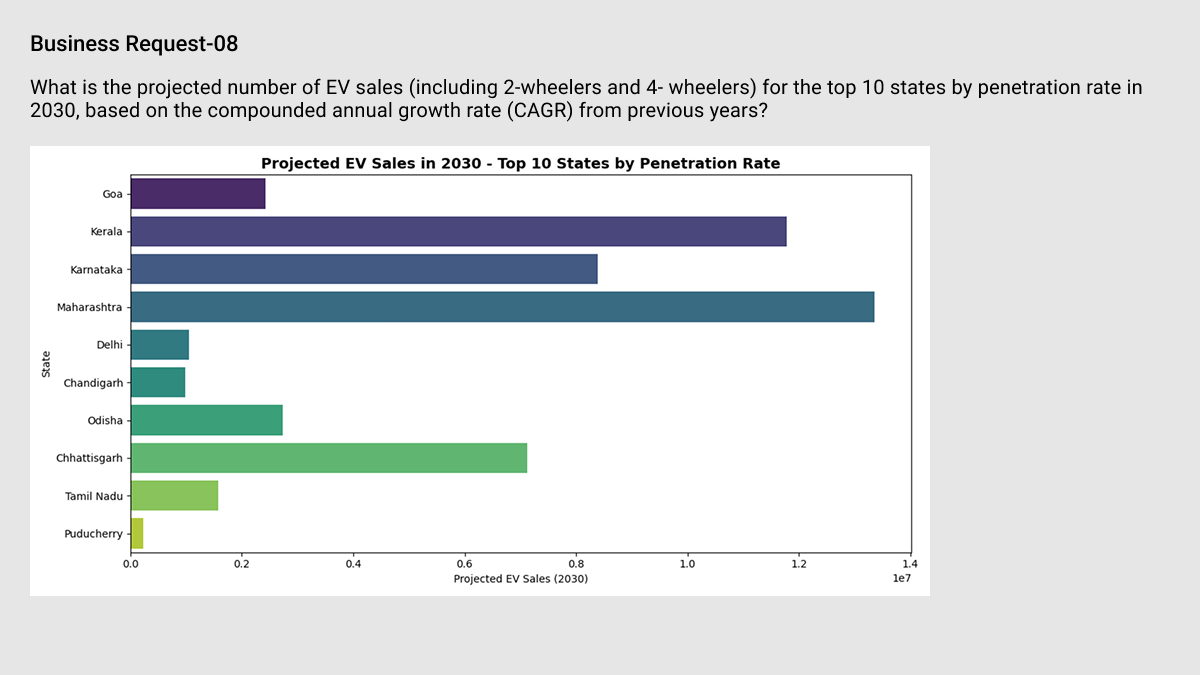 Business Request-08
What is the projected number of EV sales (including 2-wheelers and 4- wheelers) for the top 10 states by penetration rate in
2030, based on the compounded annual growth rate (CAGR) from previous years?
Projected EV Sales in 2030 - Top 10 States by Penetration Rate
Goa
Kerala
Karnataka
Maharashtra
Delhi
Chandigarh
Odisha
Chhattisgarh
Tamil Nadu
Puducherry
State
0.0 0.2 0.4 0.6 0.8 1.0 1.2 1.4
1e7
Projected EV Sales (2030)